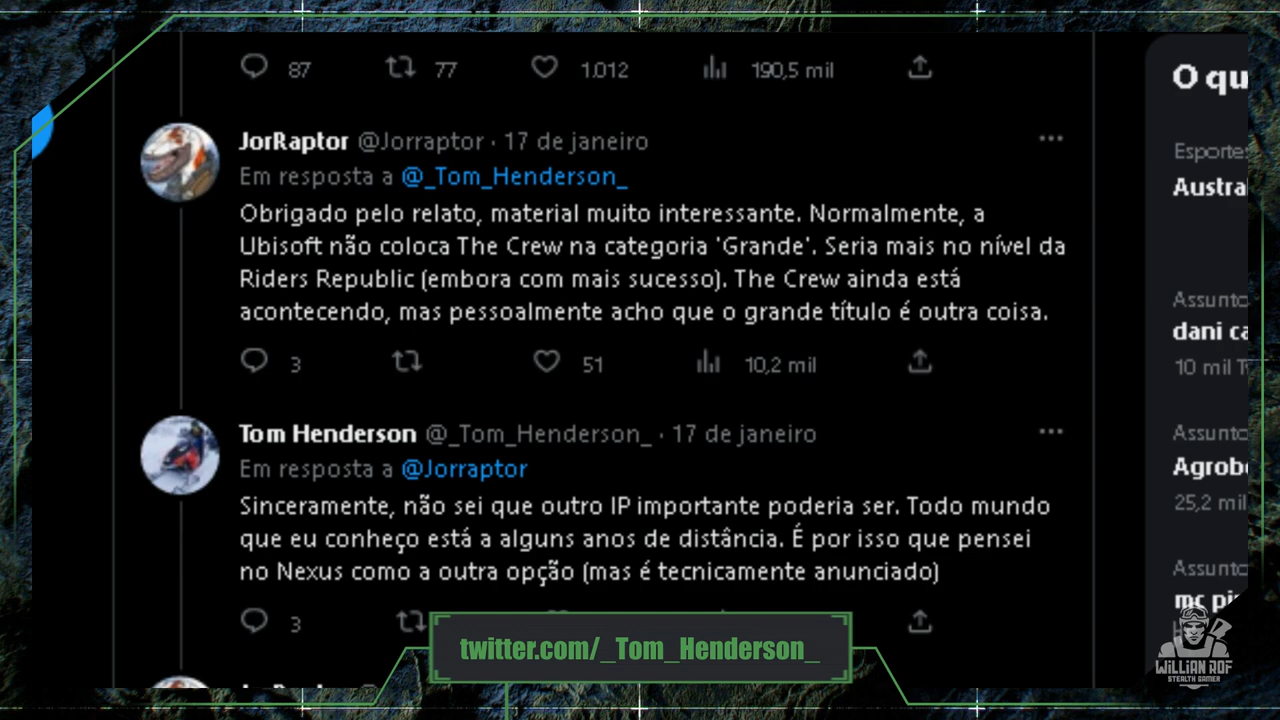 87 77 1.012 190,5 mil
O qu
JorRaptor @Jorraptor · 17 de janeiro
Em resposta a @_Tom_Henderson_
Obrigado pelo relato, material muito interessante. Normalmente, a
Ubisoft não coloca The Crew na categoria 'Grande'. Seria mais no nível da
Riders Republic (embora com mais sucesso). The Crew ainda está
acontecendo, mas pessoalmente acho que o grande título é outra coisa.
3 51 10,2 mil
Esportes
Austra
Assunto
dani ca
10 mil T
Tom Henderson @_Tom_Henderson_ · 17 de janeiro
Em resposta a @Jorraptor
Sinceramente, não sei que outro IP importante poderia ser. Todo mundo
que eu conheço está a alguns anos de distância. É por isso que pensei
no Nexus como a outra opção (mas é tecnicamente anunciado)
3
Assunto
Agrobo
25,2 mil
Assunto
mc pi
twitter.com/_Tom_Henderson_
WILLIAN ROF
STEALTH GAMER